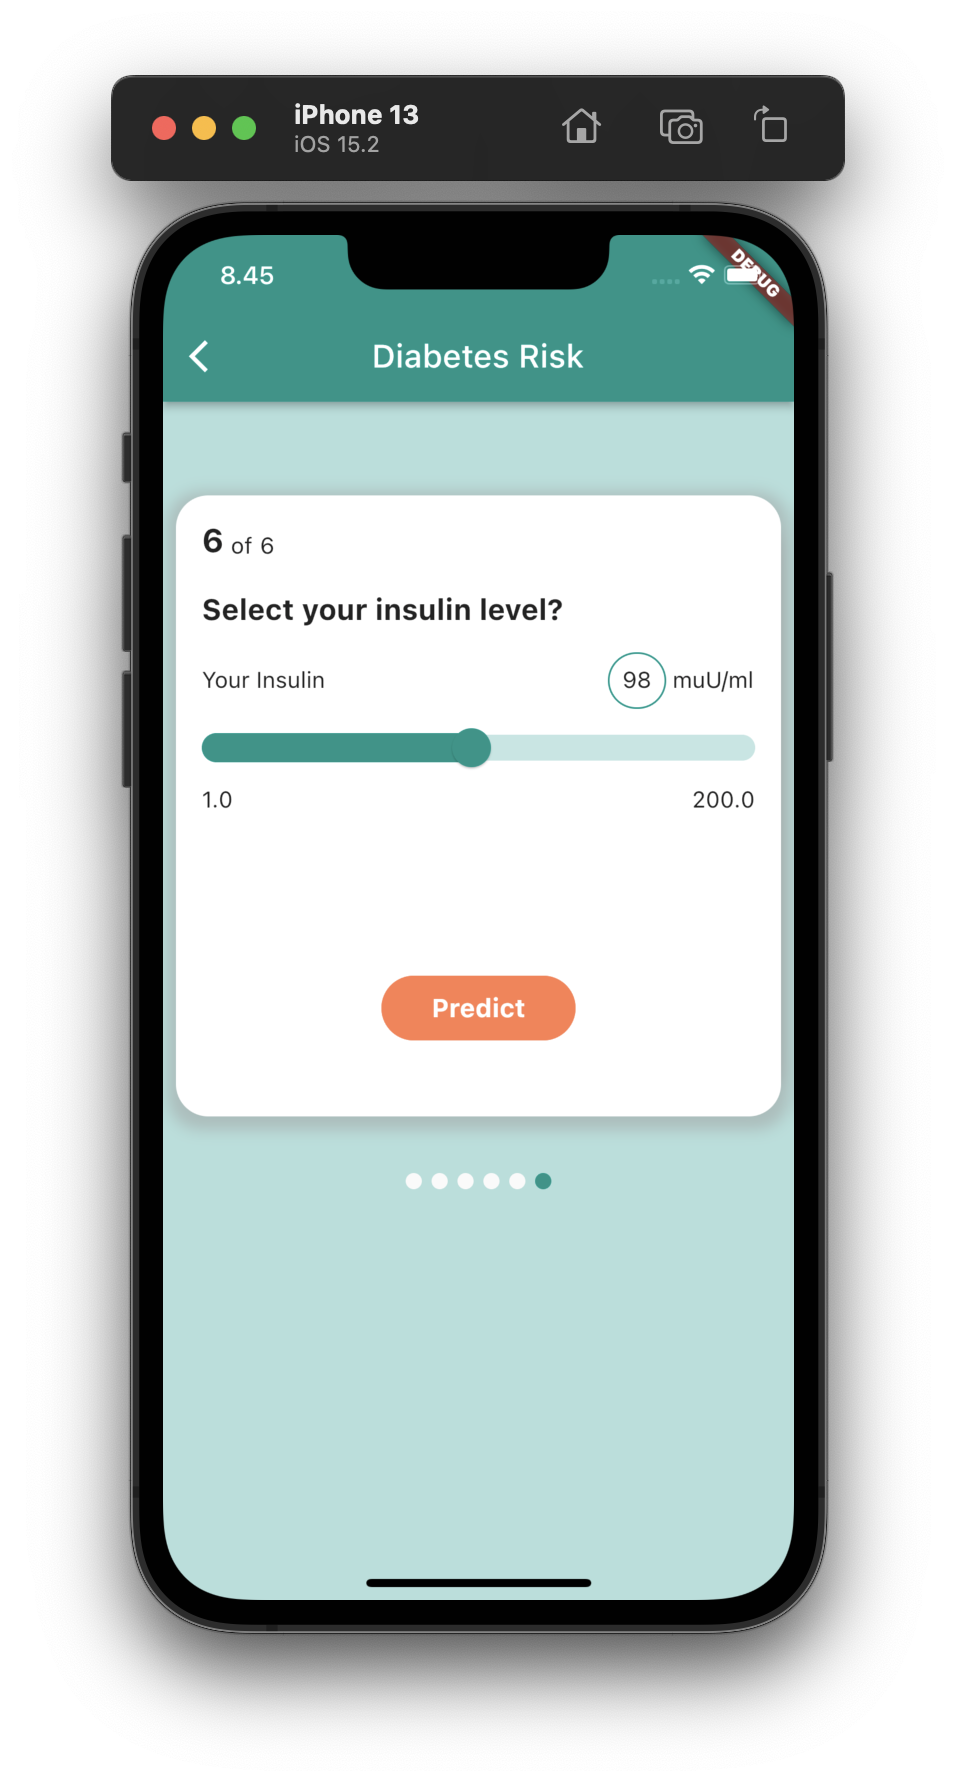 iPhone 13
iOS 15.2
8.45
DEBUG
Diabetes Risk
6 of 6
Select your insulin level?
Your Insulin 98 muU/ml
1.0 200.0
Predict